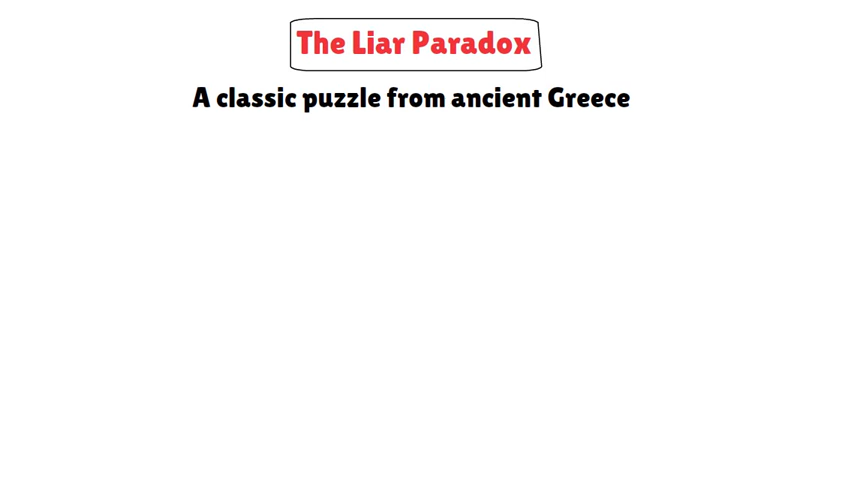 The Liar Paradox
A classic puzzle from ancient Greece